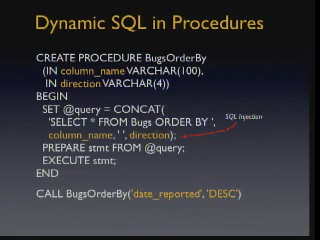 Dynamic SQL in Procedures
CREATE PROCEDURE BugsOrderBy
(IN column_name VARCHAR(100),
IN direction VARCHAR(4))
BEGIN
SET @query = CONCAT(
'SELECT * FROM Bugs ORDER BY ',
column_name, ' ', direction);
SQL Injection
PREPARE stmt FROM @query;
EXECUTE stmt;
END
CALL BugsOrderBy('date_reported', 'DESC')